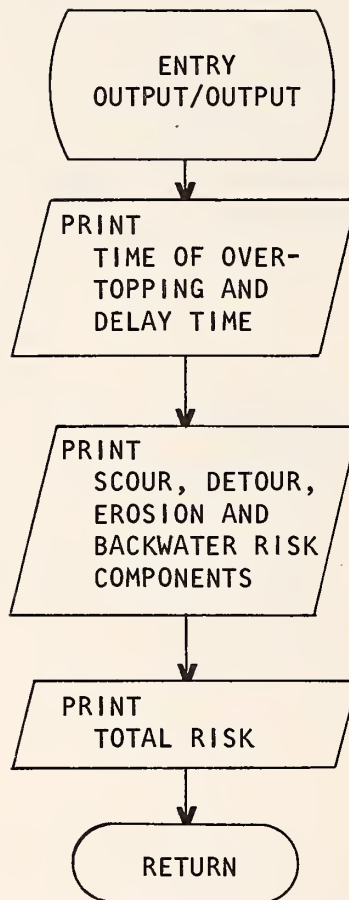 ENTRY
OUTPUT/OUTPUT
PRINT
TIME OF OVER-
TOPPING AND
DELAY TIME
PRINT
SCOUR, DETOUR,
EROSION AND
BACKWATER RISK
COMPONENTS
PRINT
TOTAL RISK
RETURN